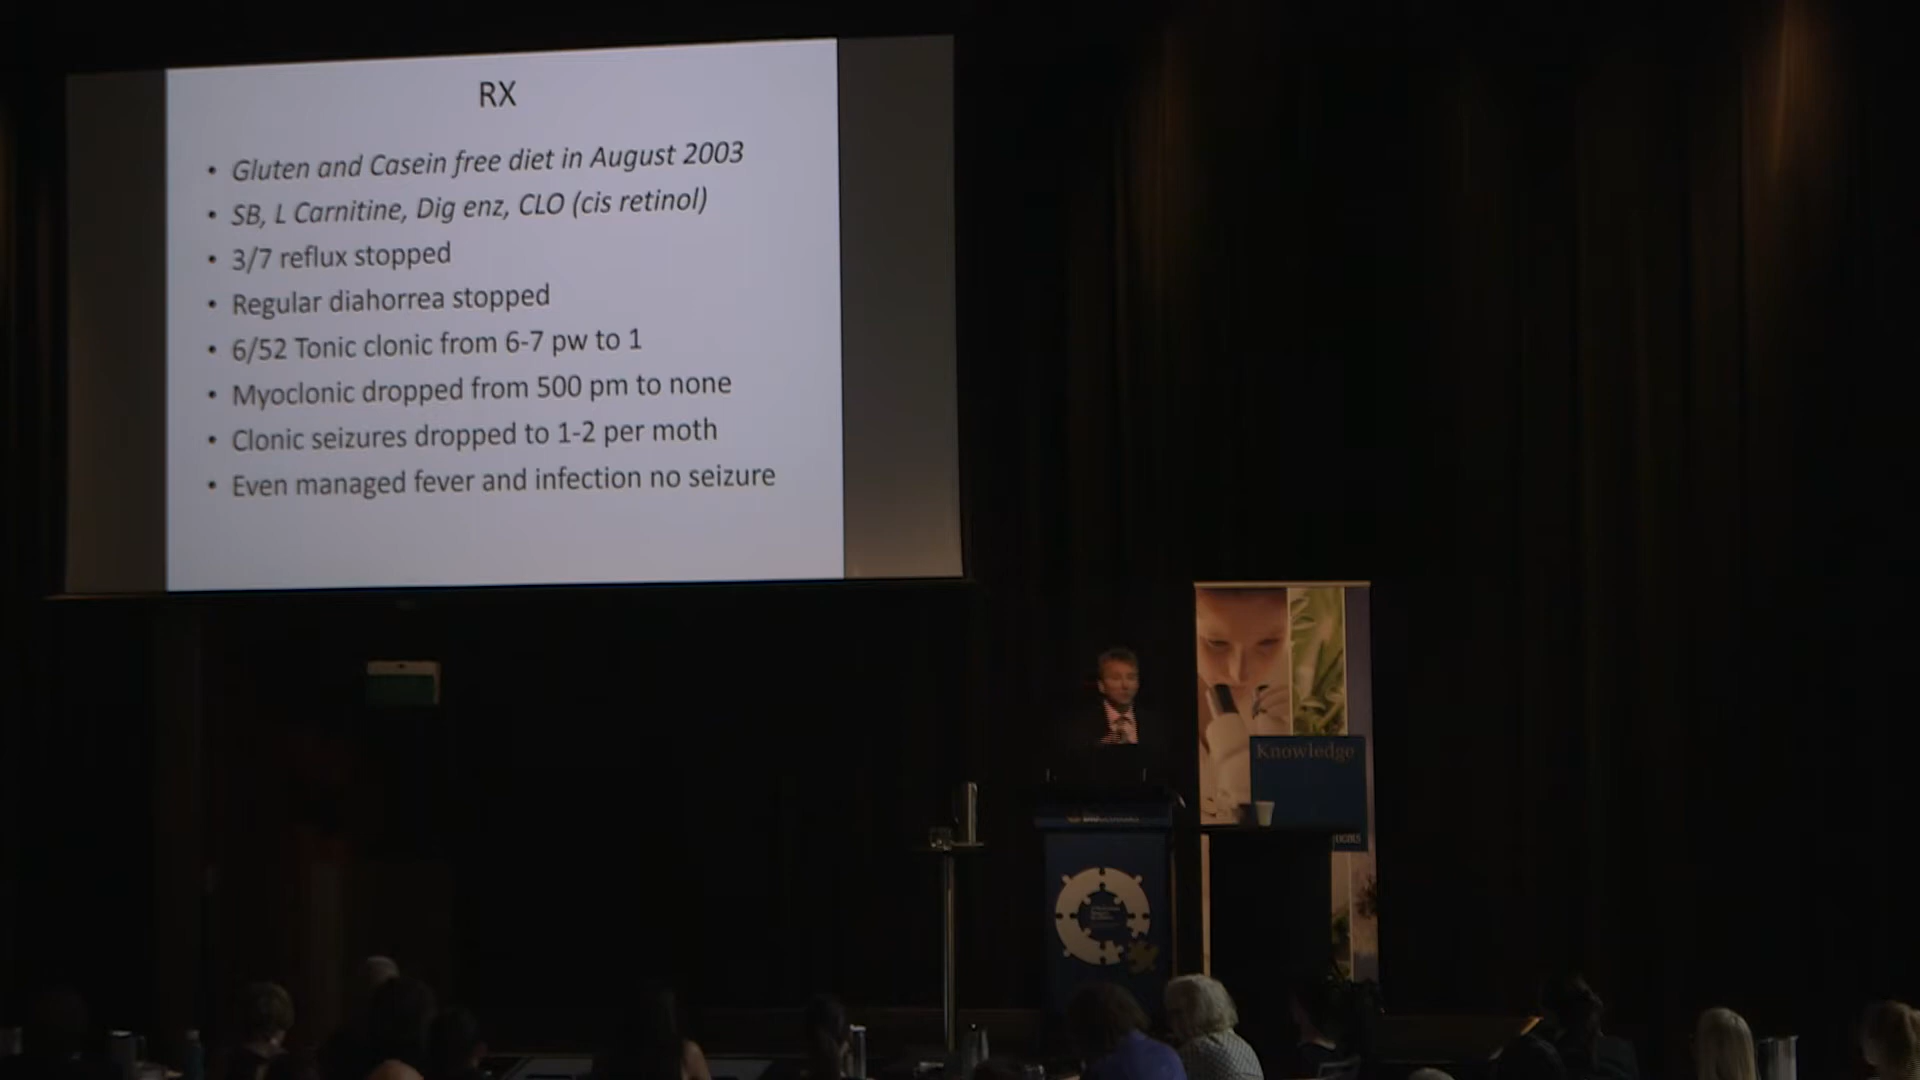 RX
• Gluten and Casein free diet in August 2003
• SB, L Carnitine, Dig enz, CLO (cis retinol)
• 3/7 reflux stopped
• Regular diahorrea stopped
• 6/52 Tonic clonic from 6-7 pw to 1
• Myoclonic dropped from 500 pm to none
• Clonic seizures dropped to 1-2 per moth
• Even managed fever and infection no seizure
Knowledge